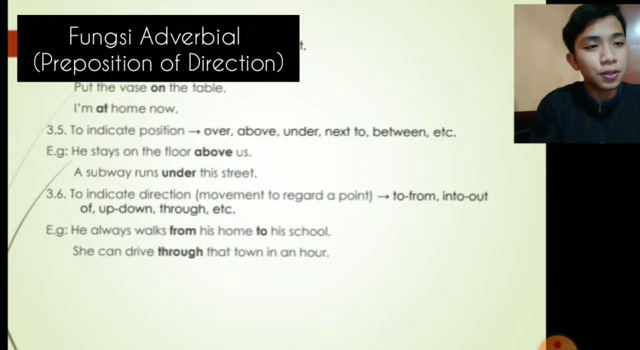 Fungsi Adverbial
(Preposition of Direction)
t.
Put the vase on the table.
I'm at home now.
3.5. To indicate position → over, above, under, next to, between, etc.
E.g: He stays on the floor above us.
A subway runs under this street.
3.6. To indicate direction (movement to regard a point) → to-from, into-out
of, up-down, through, etc.
E.g: He always walks from his home to his school.
She can drive through that town in an hour.